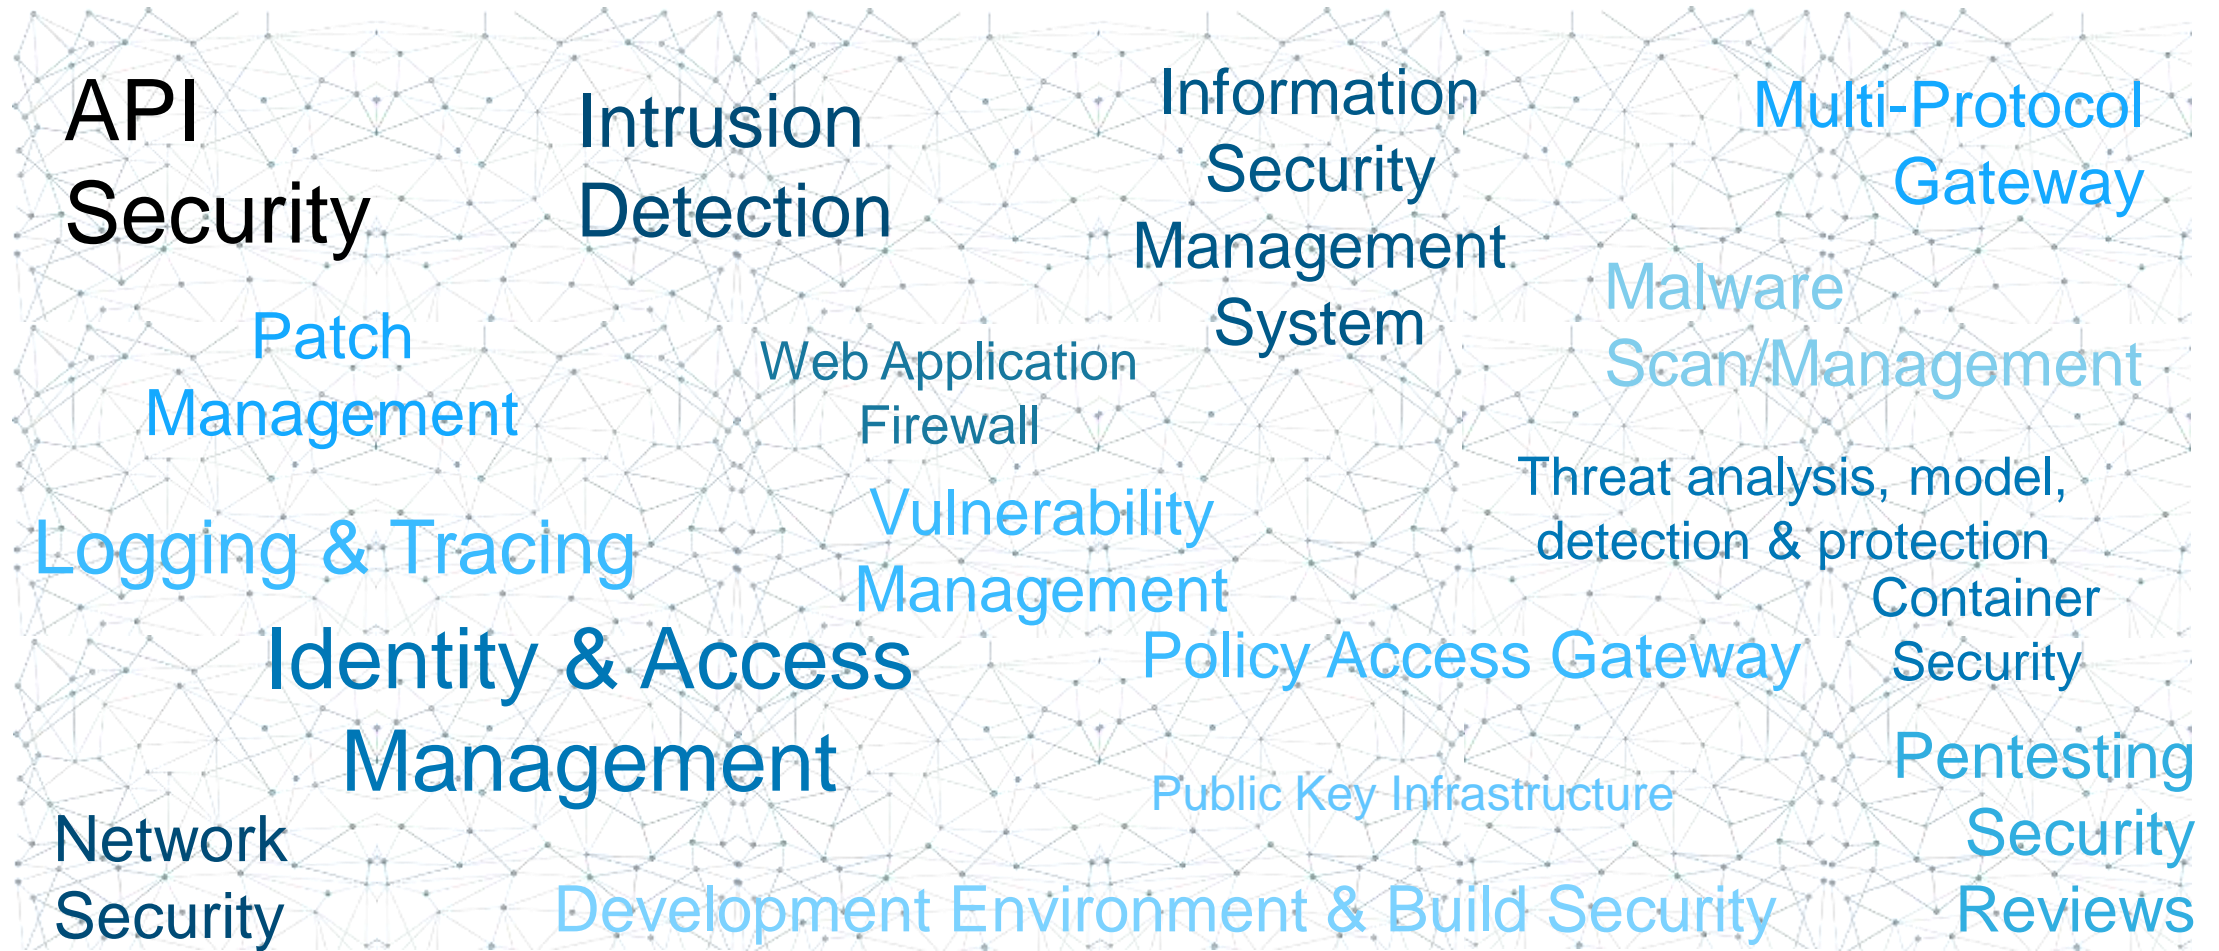 API
Security
Intrusion
Detection
Information
Security
Management
System
Multi-Protocol
Gateway
Malware
Scan/Management
Patch
Management
Web Application
Firewall
Threat analysis, model,
detection & protection
Logging & Tracing
Vulnerability
Management
Container
Security
Identity & Access
Management
Policy Access Gateway
Pentesting
Security
Reviews
Public Key Infrastructure
Network
Security
Development Environment & Build Security